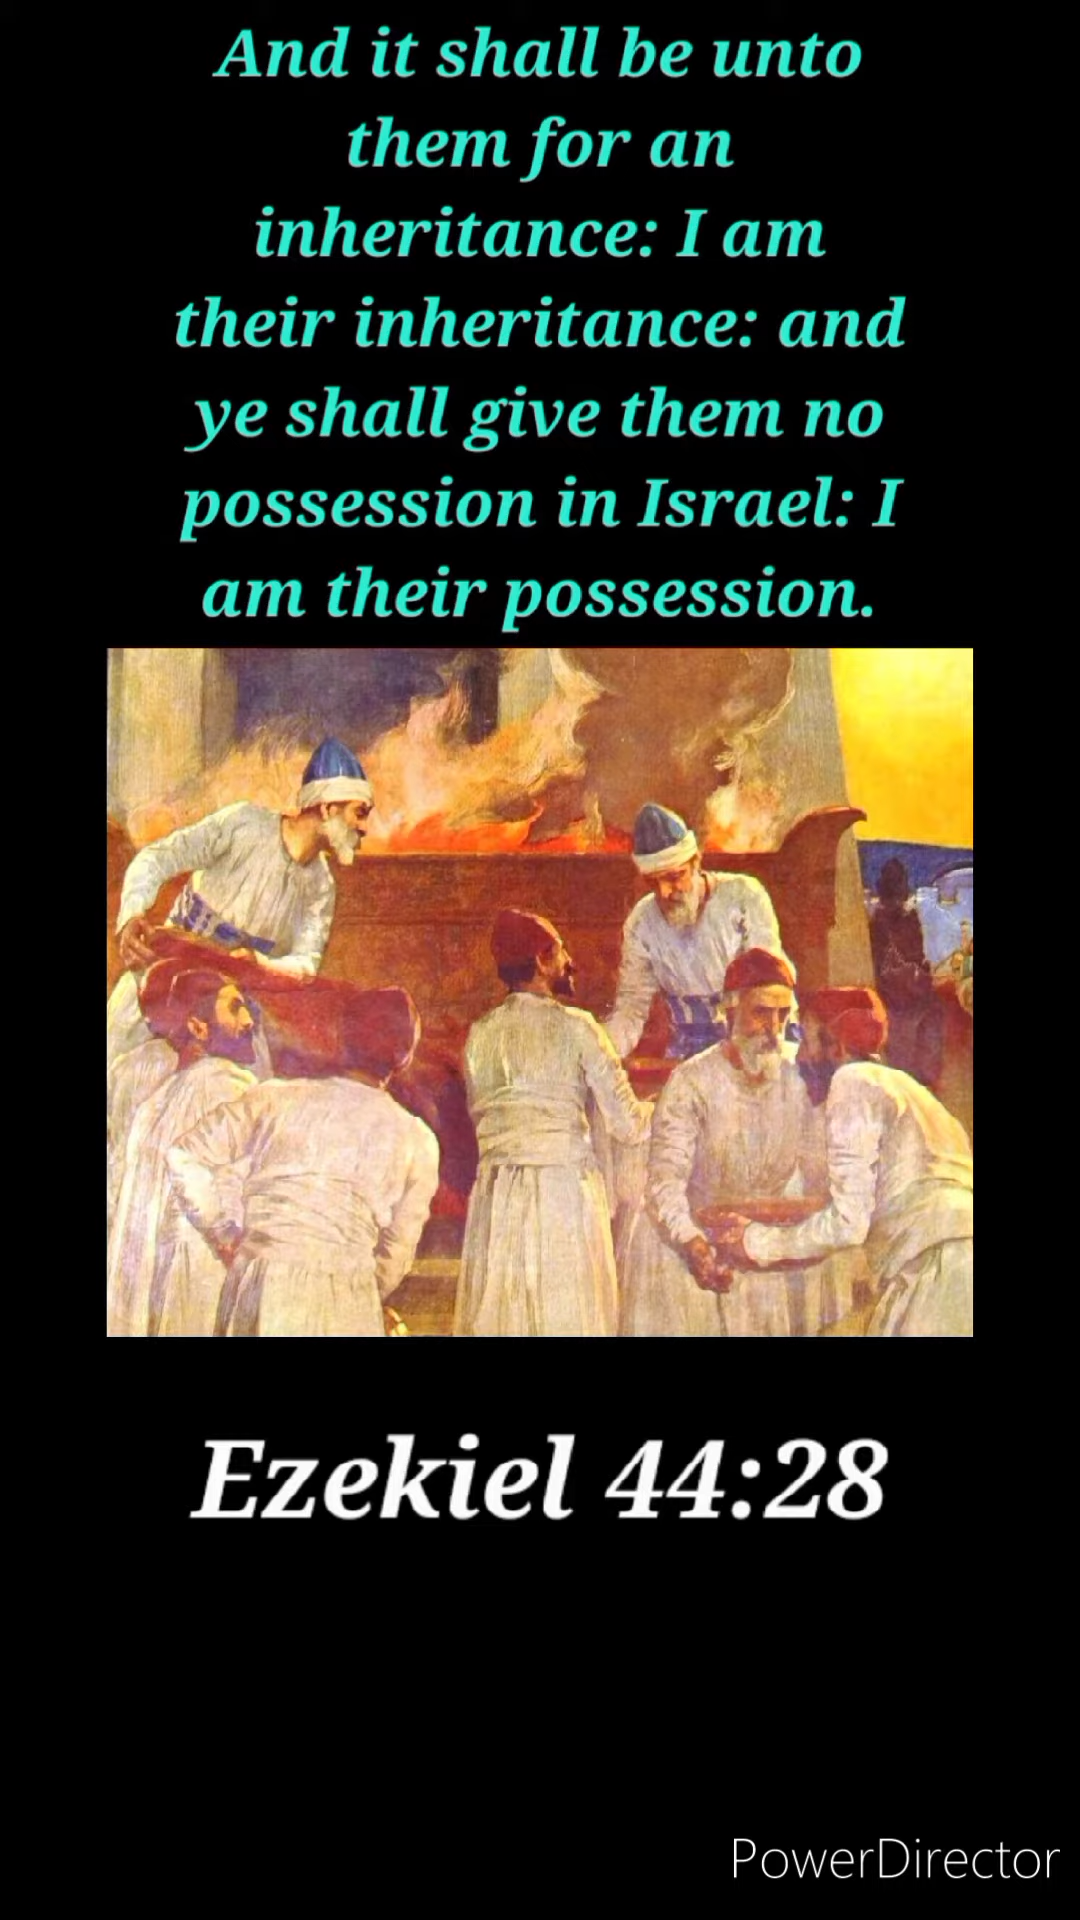 And it shall be unto
them for an
inheritance: I am
their inheritance: and
ye shall give them no
possession in Israel: I
am their possession.
Ezekiel 44:28
PowerDirector